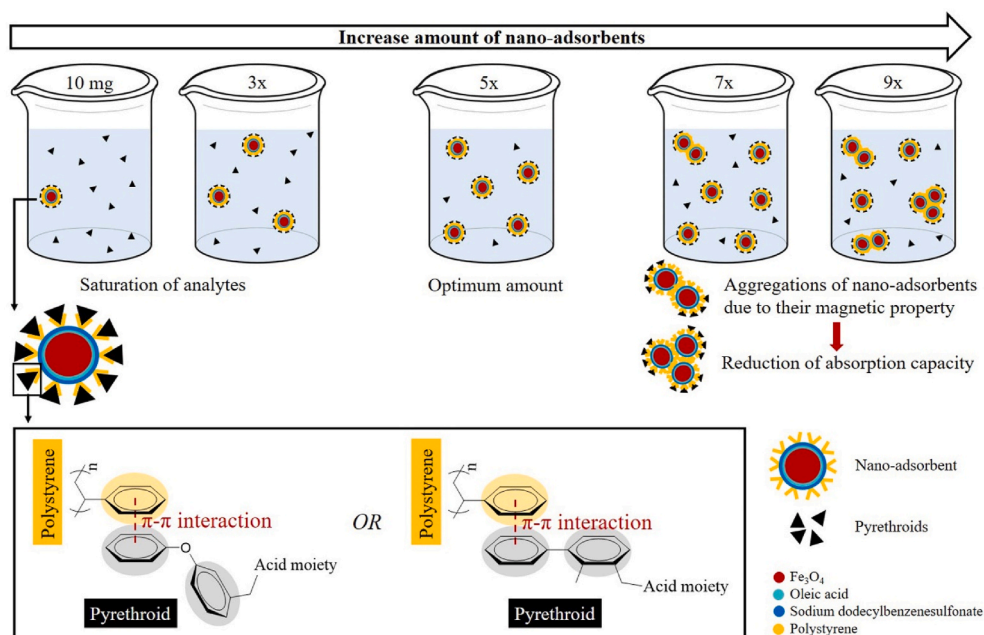 Increase amount of nano-adsorbents
10 mg
3x
5x
7x
9x
Saturation of analytes
Optimum amount
Aggregations of nano-adsorbents
due to their magnetic property
Reduction of absorption capacity
Polystyrene
n
π-π interaction
O
Acid moiety
Pyrethroid
OR
Polystyrene
n
π-π interaction
Acid moiety
Pyrethroid
Nano-adsorbent
Pyrethroids
Fe₃O₄
Oleic acid
Sodium dodecylbenzenesulfonate
Polystyrene